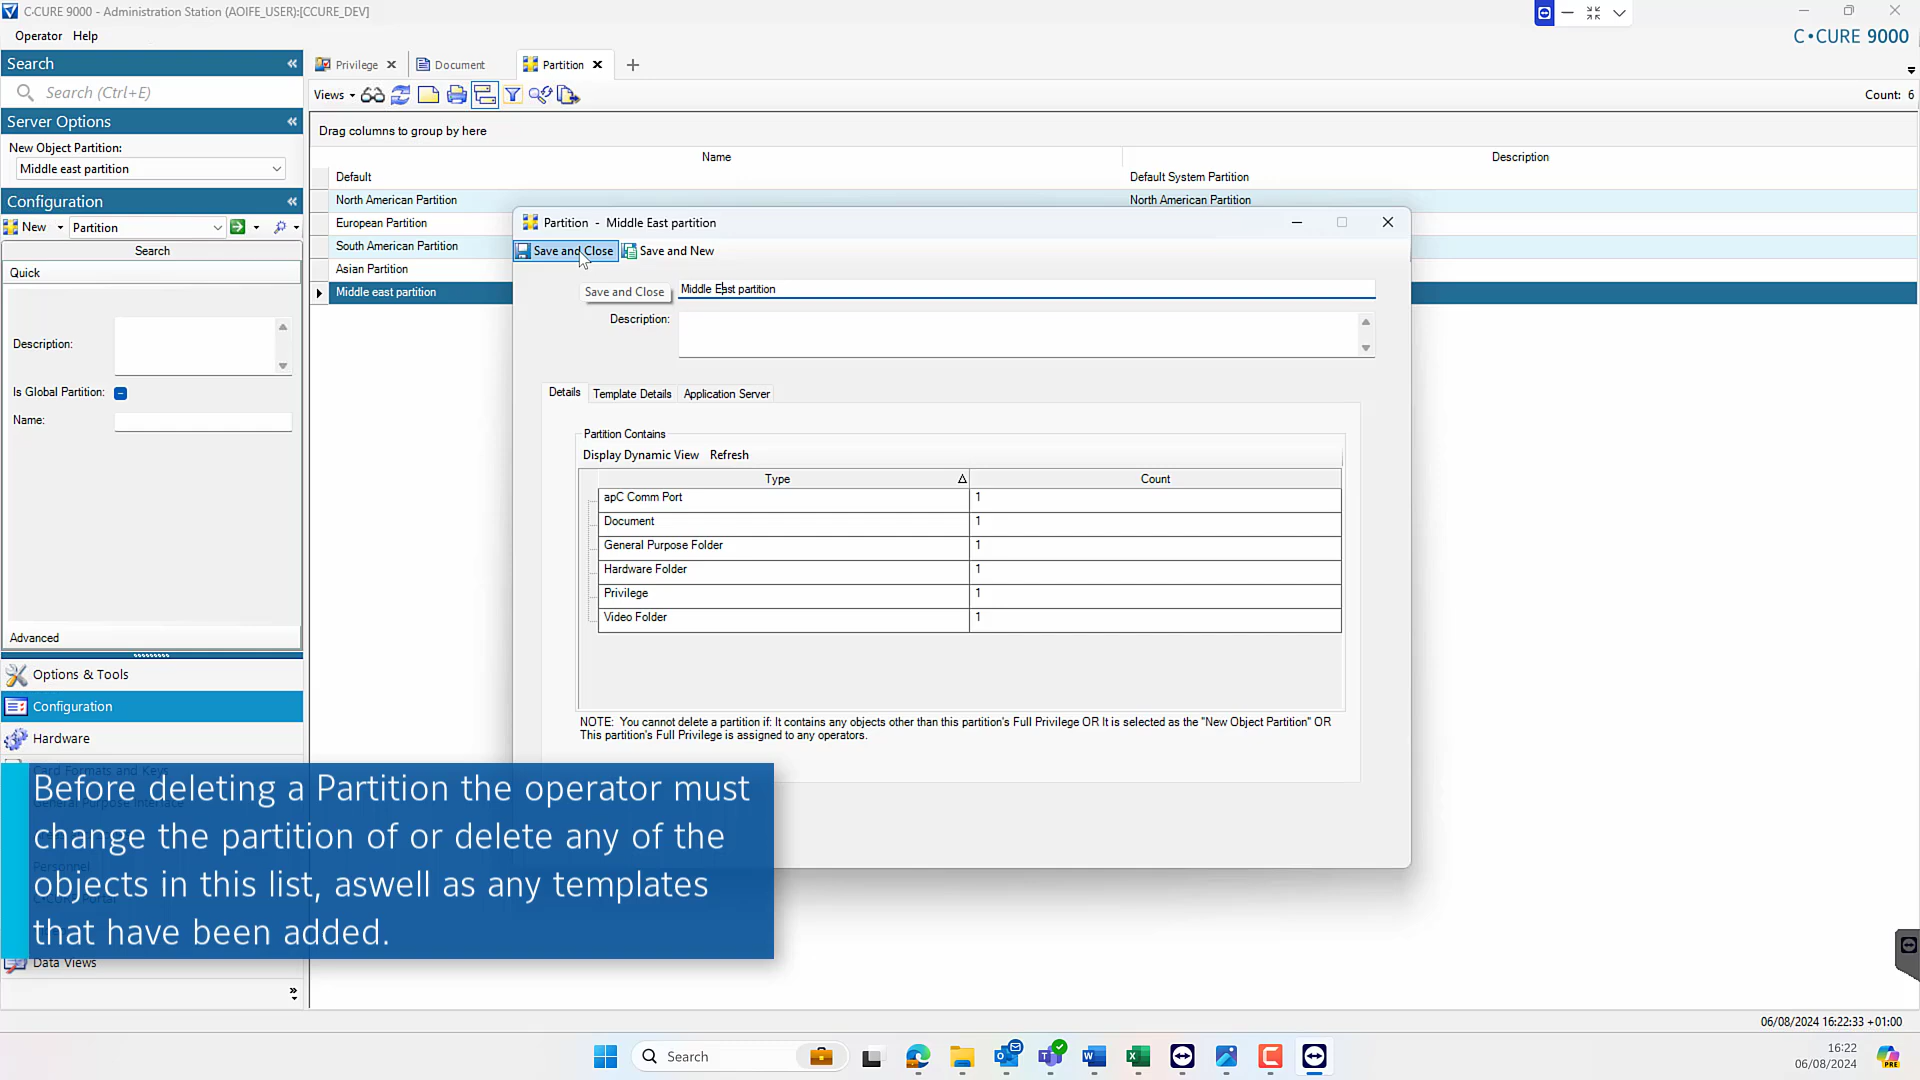 C•CURE 9000 - Administration Station (AOIFE_USER):[CCURE_DEV]
Operator Help
C•CURE 9000
Search
Search (Ctrl+E)
Server Options
New Object Partition:
Middle east partition
Configuration
New Partition
Search
Quick
Description:
Is Global Partition:
Name:
Advanced
Options & Tools
Configuration
Hardware
Card Formats and Keys
Personnel
Data Views
Privilege Document Partition
Views
Count: 6
Drag columns to group by here
Name Description
Default Default System Partition
North American Partition North American Partition
European Partition
South American Partition
Asian Partition
Middle east partition
Partition - Middle East partition
Save and Close Save and New
Save and Close
Middle East partition
Description:
Details Template Details Application Server
Partition Contains
Display Dynamic View Refresh
Type Count
apC Comm Port 1
Document 1
General Purpose Folder 1
Hardware Folder 1
Privilege 1
Video Folder 1
NOTE: You cannot delete a partition if: It contains any objects other than this partition's Full Privilege OR It is selected as the "New Object Partition" OR
This partition's Full Privilege is assigned to any operators.
Before deleting a Partition the operator must
change the partition of or delete any of the
objects in this list, aswell as any templates
that have been added.
06/08/2024 16:22:33 +01:00
Search
16:22
06/08/2024
PRE